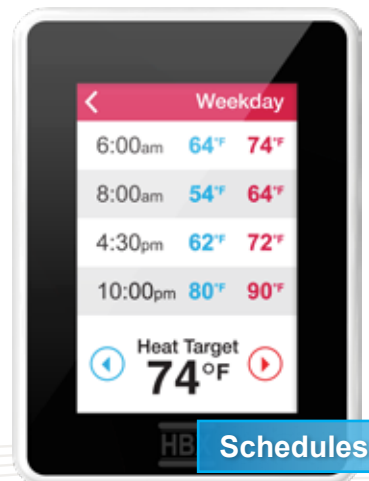 Weekday
6:00am 64°F 74°F
8:00am 54°F 64°F
4:30pm 62°F 72°F
10:00pm 80°F 90°F
Heat Target
74°F
HB
Schedules